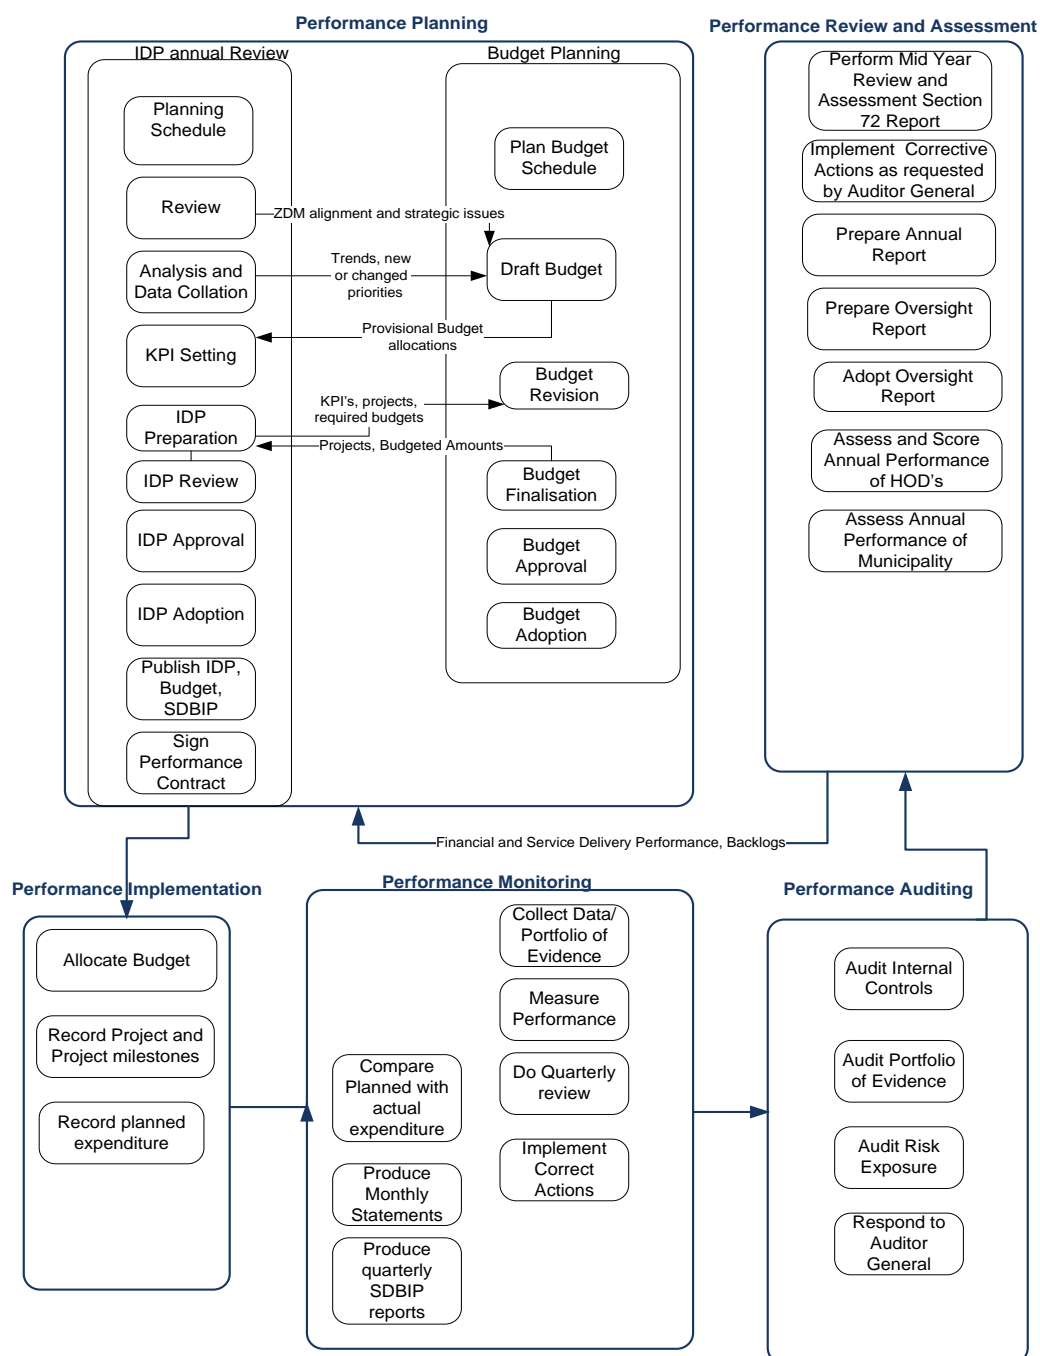 Performance Planning
IDP annual Review
Planning
Schedule
Review
Analysis and
Data Collation
KPI Setting
IDP
Preparation
IDP Review
IDP Approval
IDP Adoption
Publish IDP,
Budget,
SDBIP
Sign
Performance
Contract
ZDM alignment and strategic issues
Trends, new
or changed
priorities
Provisional Budget
allocations
KPI's, projects,
required budgets
Projects, Budgeted Amounts
Budget Planning
Plan Budget
Schedule
Draft Budget
Budget
Revision
Budget
Finalisation
Budget
Approval
Budget
Adoption
Performance Review and Assessment
Perform Mid Year
Review and
Assessment Section
72 Report
Implement Corrective
Actions as requested
by Auditor General
Prepare Annual
Report
Prepare Oversight
Report
Adopt Oversight
Report
Assess and Score
Annual Performance
of HOD's
Assess Annual
Performance of
Municipality
Financial and Service Delivery Performance, Backlogs
Performance Implementation
Allocate Budget
Record Project and
Project milestones
Record planned
expenditure
Performance Monitoring
Compare
Planned with
actual
expenditure
Produce
Monthly
Statements
Produce
quarterly
SDBIP
reports
Collect Data/
Portfolio of
Evidence
Measure
Performance
Do Quarterly
review
Implement
Correct
Actions
Performance Auditing
Audit Internal
Controls
Audit Portfolio
of Evidence
Audit Risk
Exposure
Respond to
Auditor
General